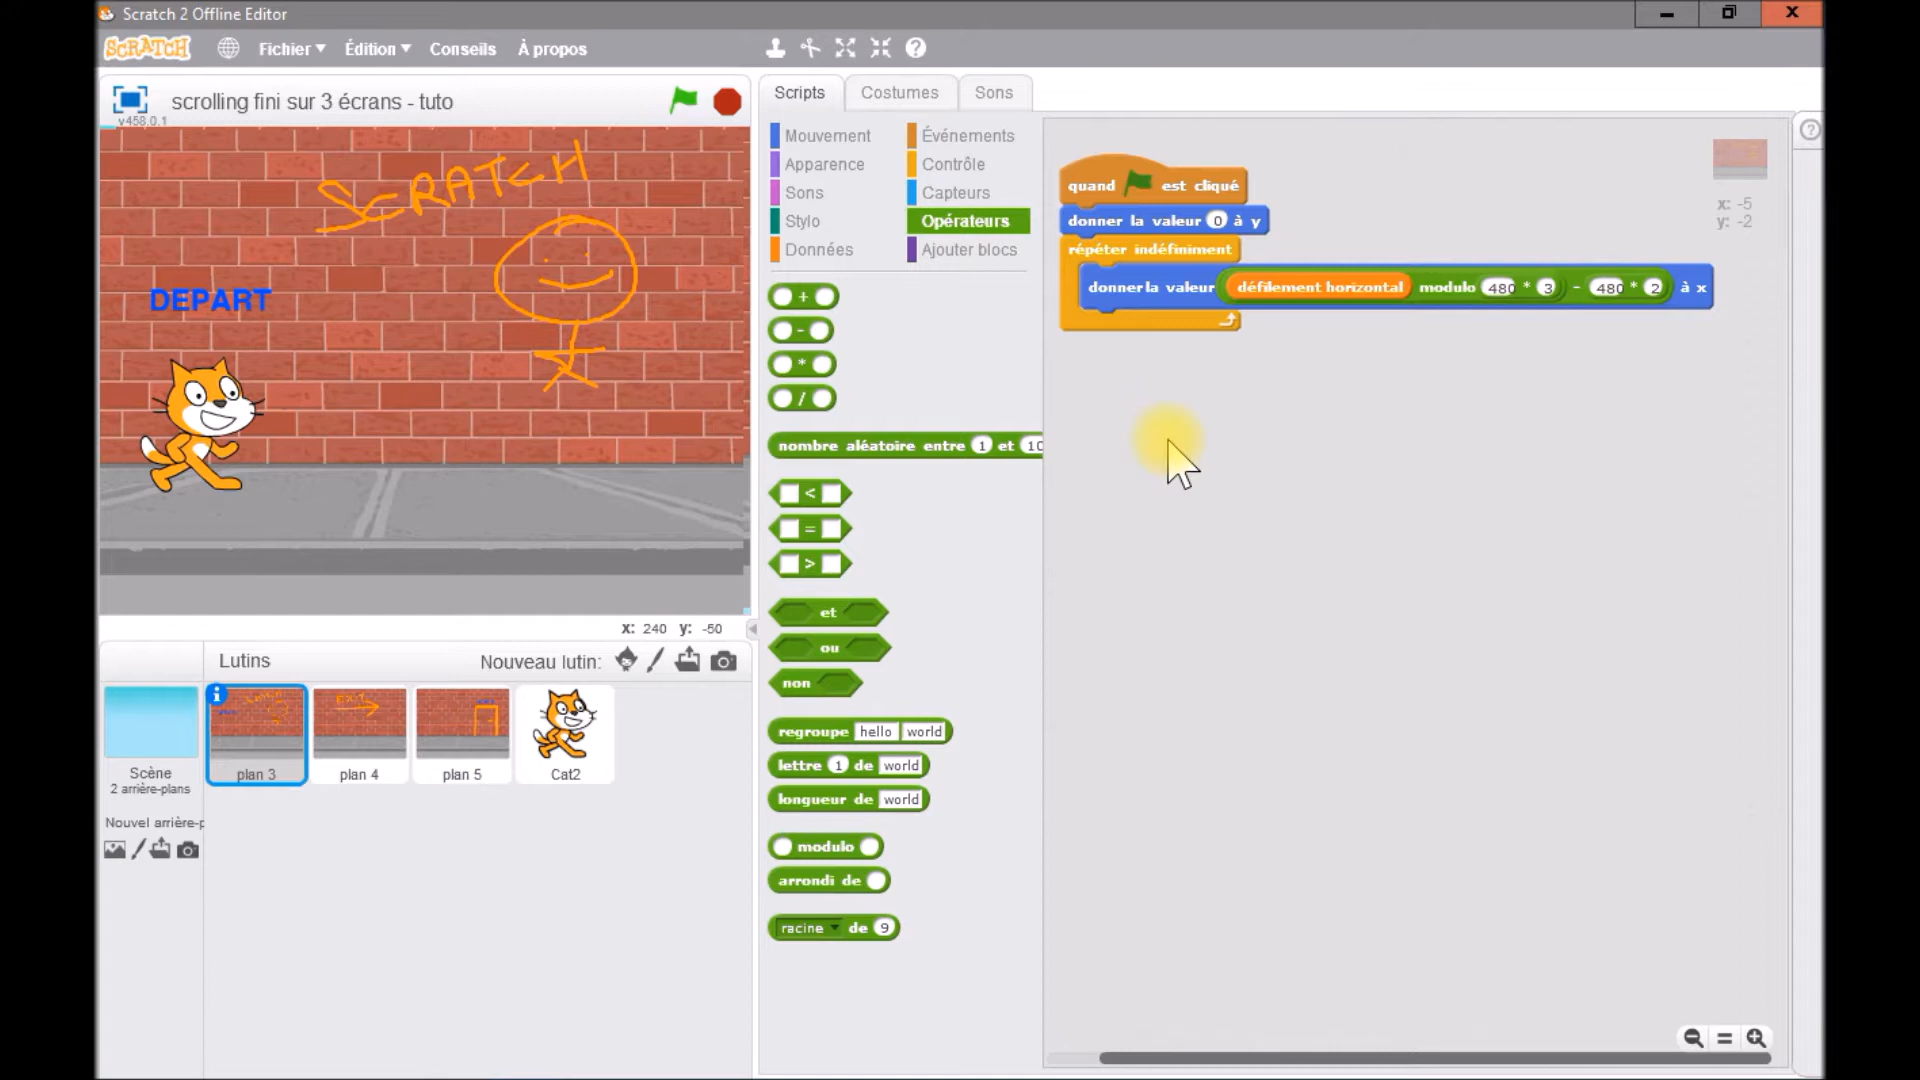 Scratch 2 Offline Editor
SCRATCH Fichier Édition Conseils À propos
scrolling fini sur 3 écrans - tuto
v458.0.1
SCRATCH
DEPART
x: 240 y: -50
Lutins Nouveau lutin:
Scène
2 arrière-plans
Nouvel arrière-p
plan 3
EXIT
plan 4
plan 5
Cat2
Scripts Costumes Sons
Mouvement Événements
Apparence Contrôle
Sons Capteurs
Stylo Opérateurs
Données Ajouter blocs
+
-
*
/
nombre aléatoire entre 1 et 10
<
=
>
et
ou
non
regroupe hello world
lettre 1 de world
longueur de world
modulo
arrondi de
racine de 9
quand est cliqué
donner la valeur 0 à y
répéter indéfiniment
donner la valeur défilement horizontal modulo 480 * 3 - 480 * 2 à x
x: -5
y: -2